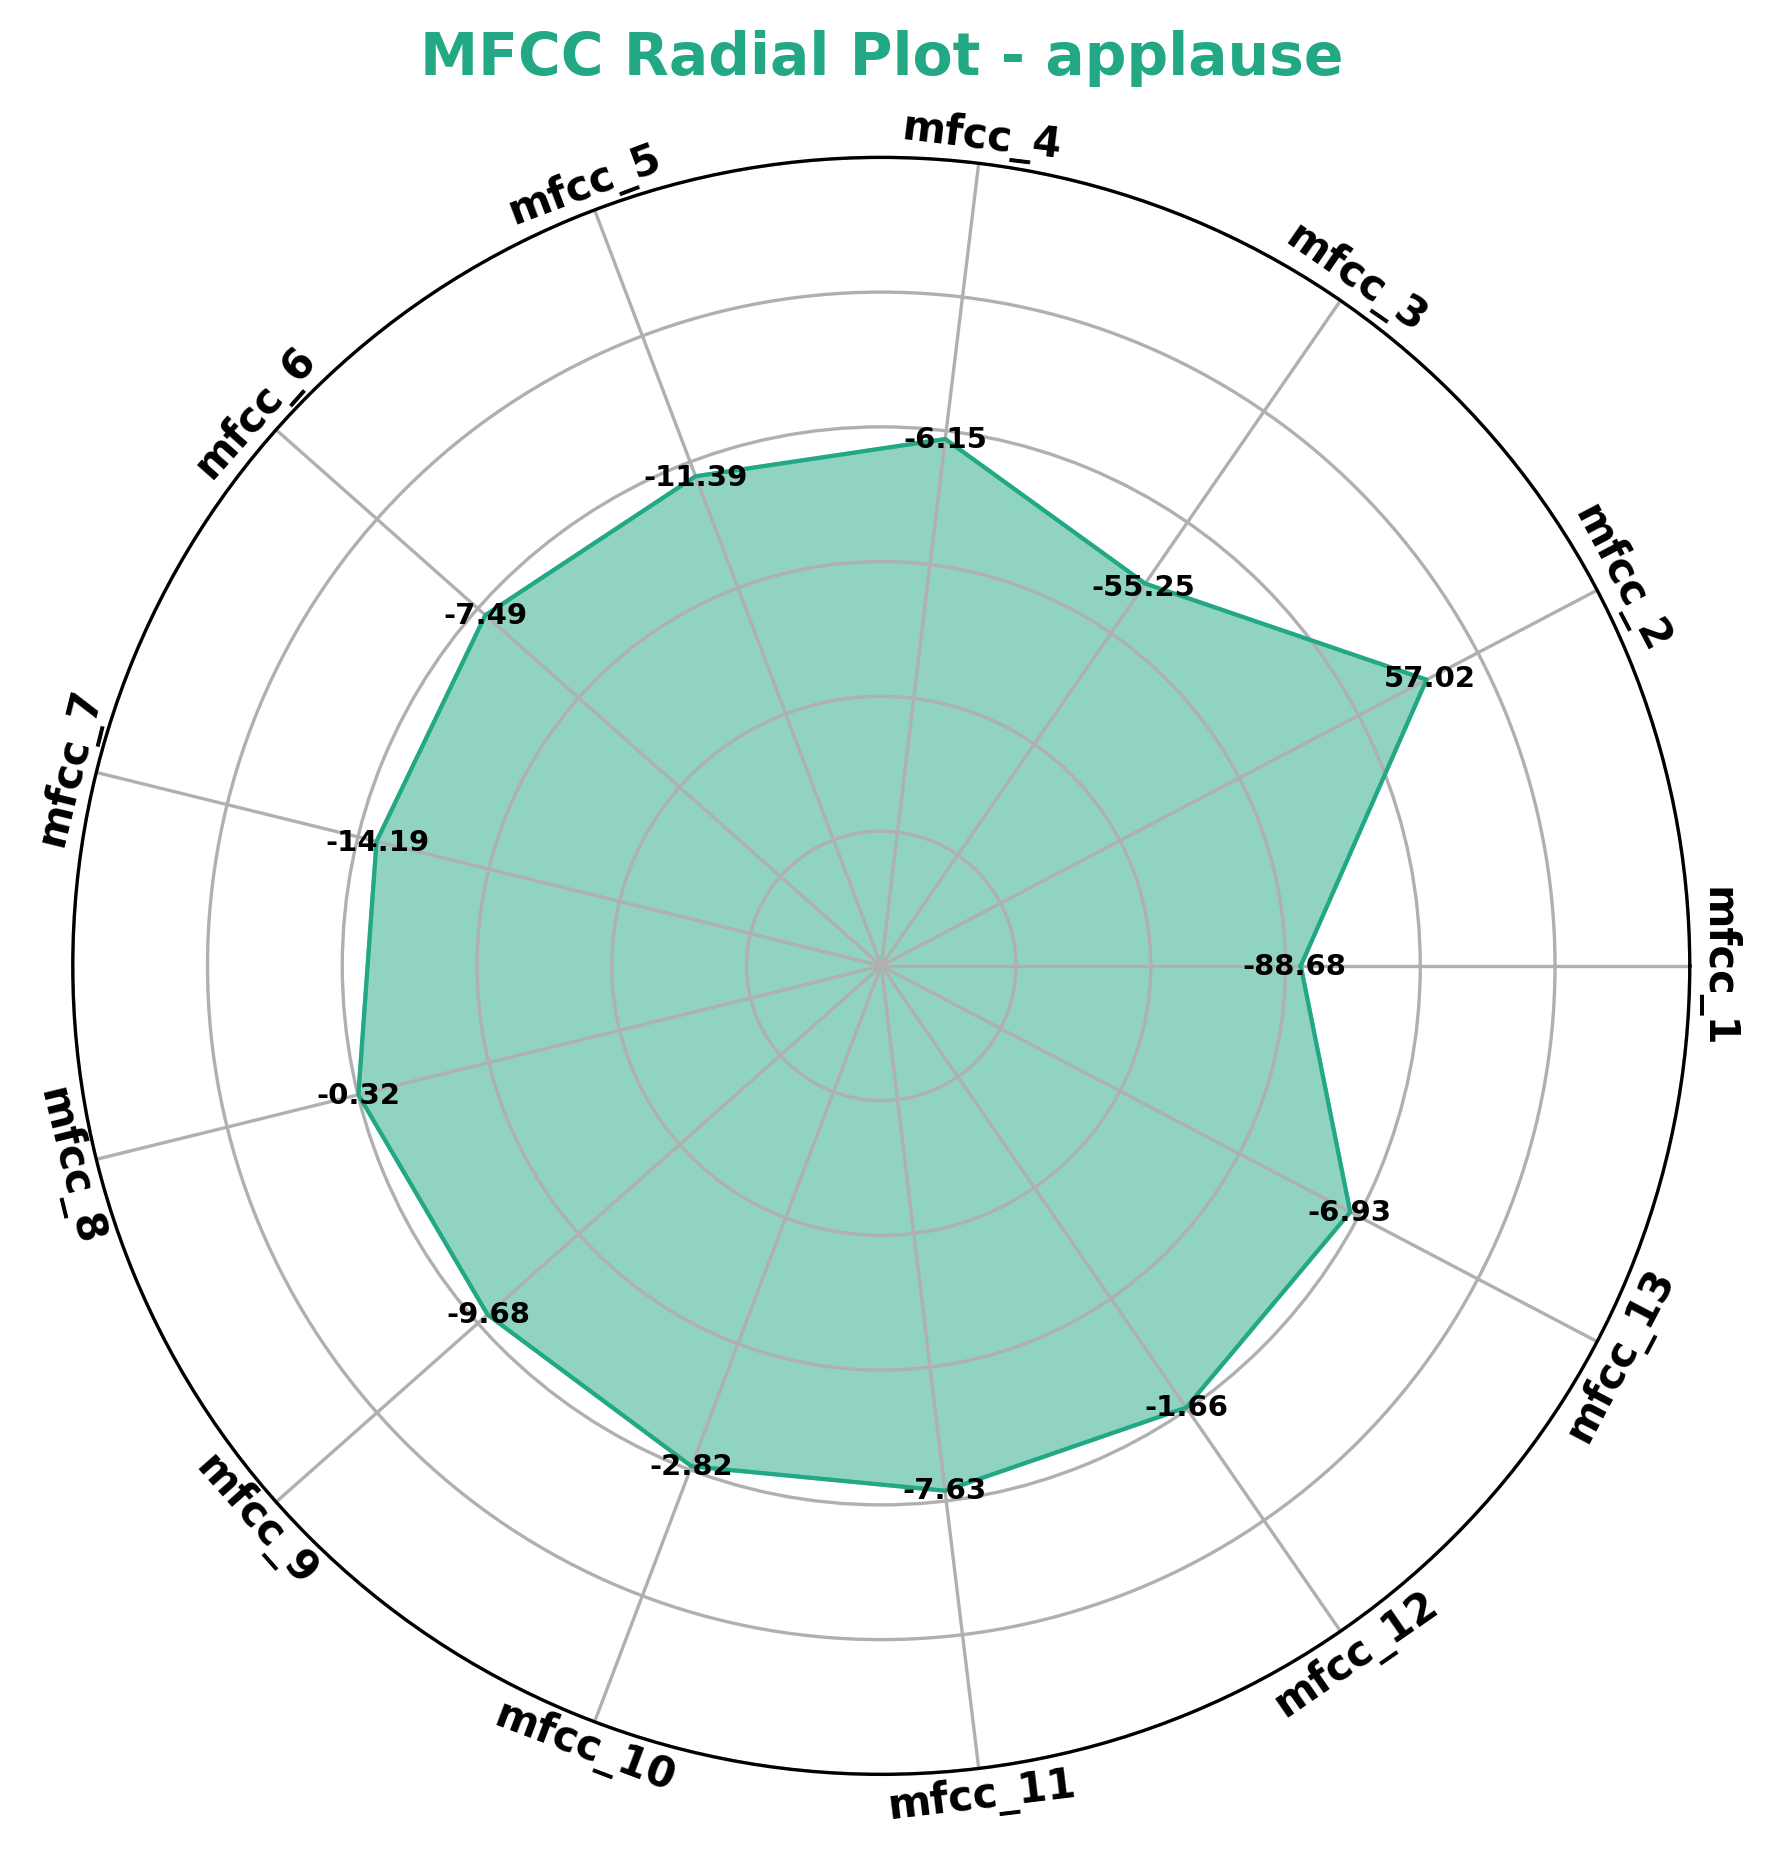 MFCC Radial Plot - applause
mfcc_4
mfcc_5
mfcc_3
mfcc_6
-6.15
-11.39
mfcc_2
-55.25
-7.49
57.02
mfcc_7
-14.19
mfcc_1
-88.68
-0.32
mfcc_8
-6.93
-9.68
mfcc_13
-1.66
-2.82
-7.63
mfcc_9
mfcc_12
mfcc_10
mfcc_11